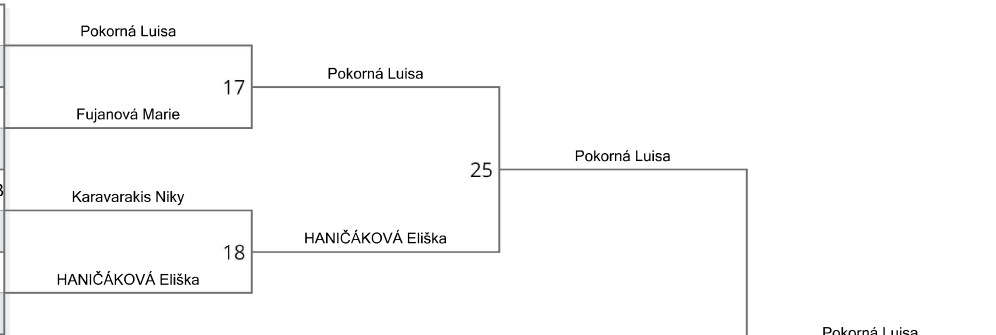 Pokorná Luisa
Pokorná Luisa
17
Fujanová Marie
Pokorná Luisa
25
Karavarakis Niky
HANIČÁKOVÁ Eliška
18
HANIČÁKOVÁ Eliška
Pokorná Luisa